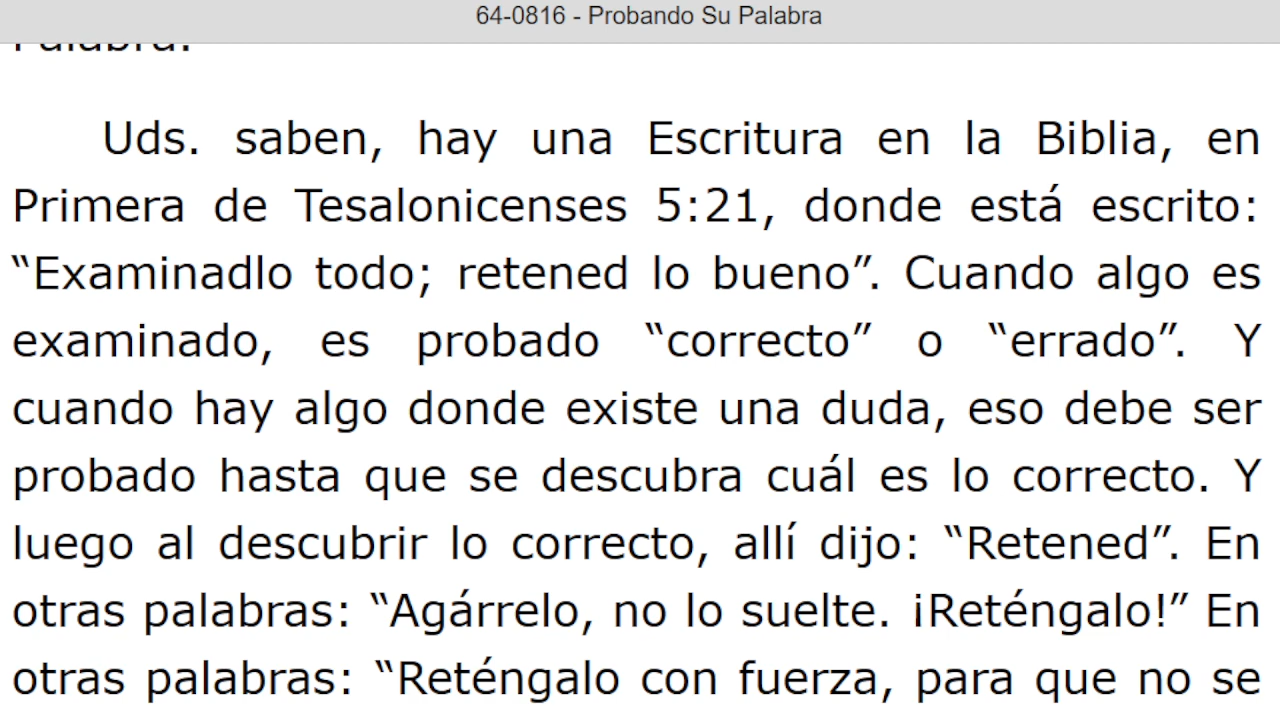 64-0816 - Probando Su Palabra
Palabra.
Uds. saben, hay una Escritura en la Biblia, en
Primera de Tesalonicenses 5:21, donde está escrito:
“Examinadlo todo; retened lo bueno”. Cuando algo es
examinado, es probado “correcto” o “errado”. Y
cuando hay algo donde existe una duda, eso debe ser
probado hasta que se descubra cuál es lo correcto. Y
luego al descubrir lo correcto, allí dijo: “Retened”. En
otras palabras: “Agárrelo, no lo suelte. ¡Reténgalo!” En
otras palabras: “Reténgalo con fuerza, para que no se